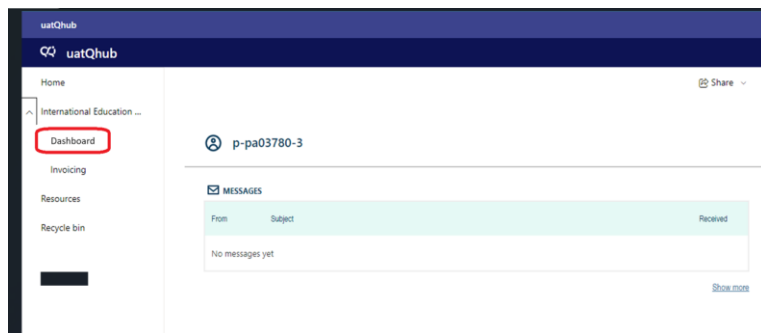 uatQhub
uatQhub
Home
Share
International Education ...
Dashboard
p-pa03780-3
Invoicing
MESSAGES
Resources
From Subject Received
Recycle bin
No messages yet
Show more